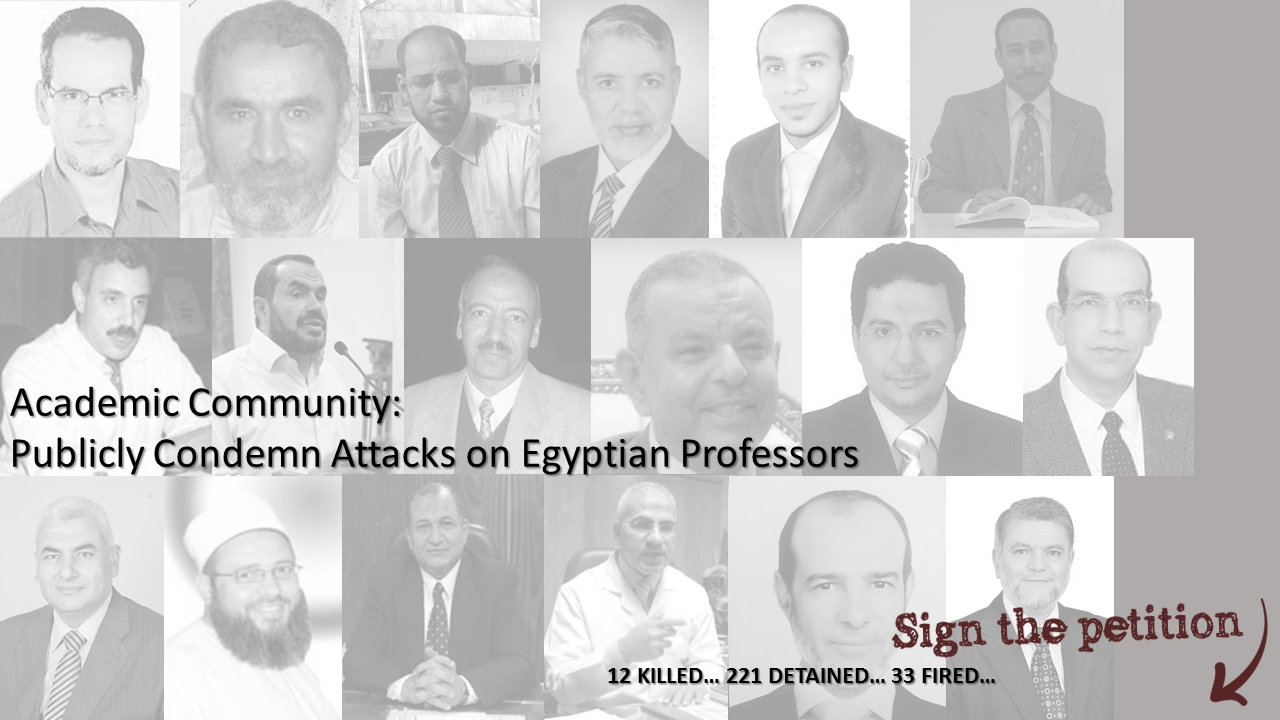 Academic Community:
Publicly Condemn Attacks on Egyptian Professors
Sign the petition
12 KILLED... 221 DETAINED... 33 FIRED...